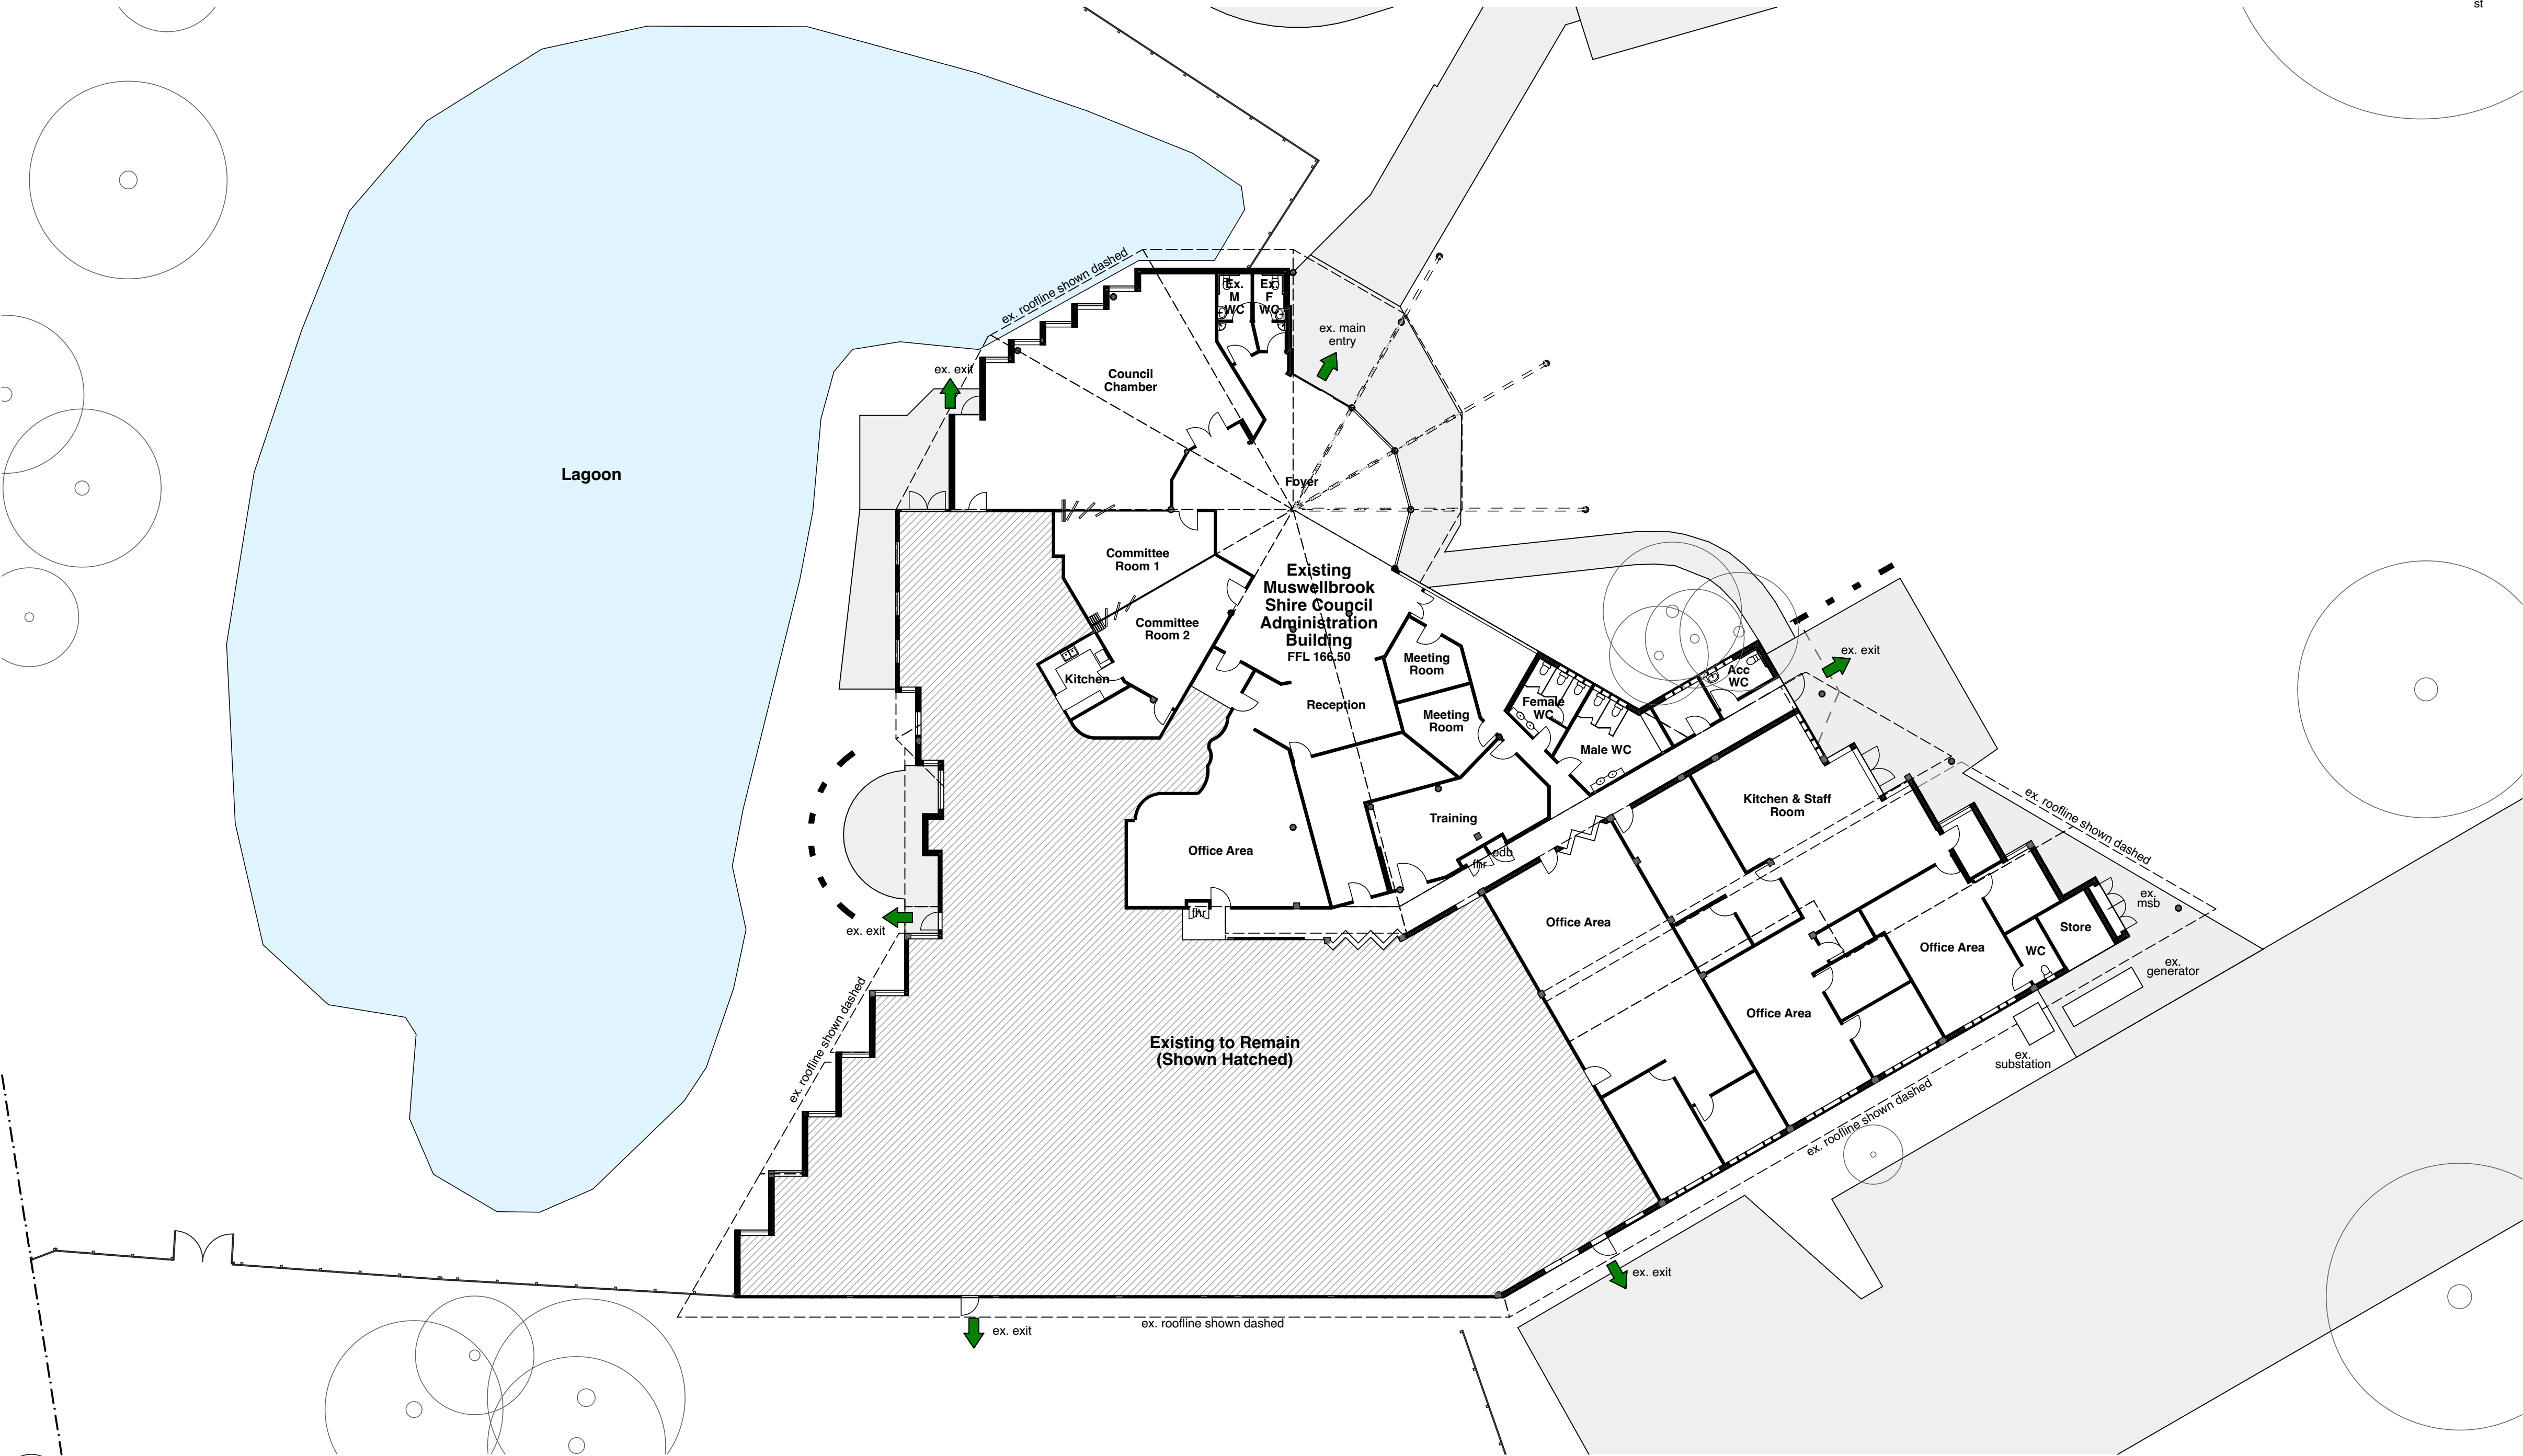 st
ex. roofline shown dashed
Ex.
M
WC
Ex.
F
WC
ex. main
entry
ex. exit
Council
Chamber
Lagoon
Foyer
Committee
Room 1
Existing
Muswellbrook
Shire Council
Administration
Building
FFL 166.50
Committee
Room 2
Kitchen
Meeting
Room
Acc
WC
ex. exit
Reception
Female
WC
Meeting
Room
Male WC
Kitchen & Staff
Room
ex. roofline shown dashed
Training
Office Area
fhr
edb
fhr
ex. exit
Office Area
Office Area
WC
Store
ex.
msb
ex.
generator
ex. roofline shown dashed
Office Area
Existing to Remain
(Shown Hatched)
ex.
substation
ex. roofline shown dashed
ex. exit
ex. exit
ex. roofline shown dashed